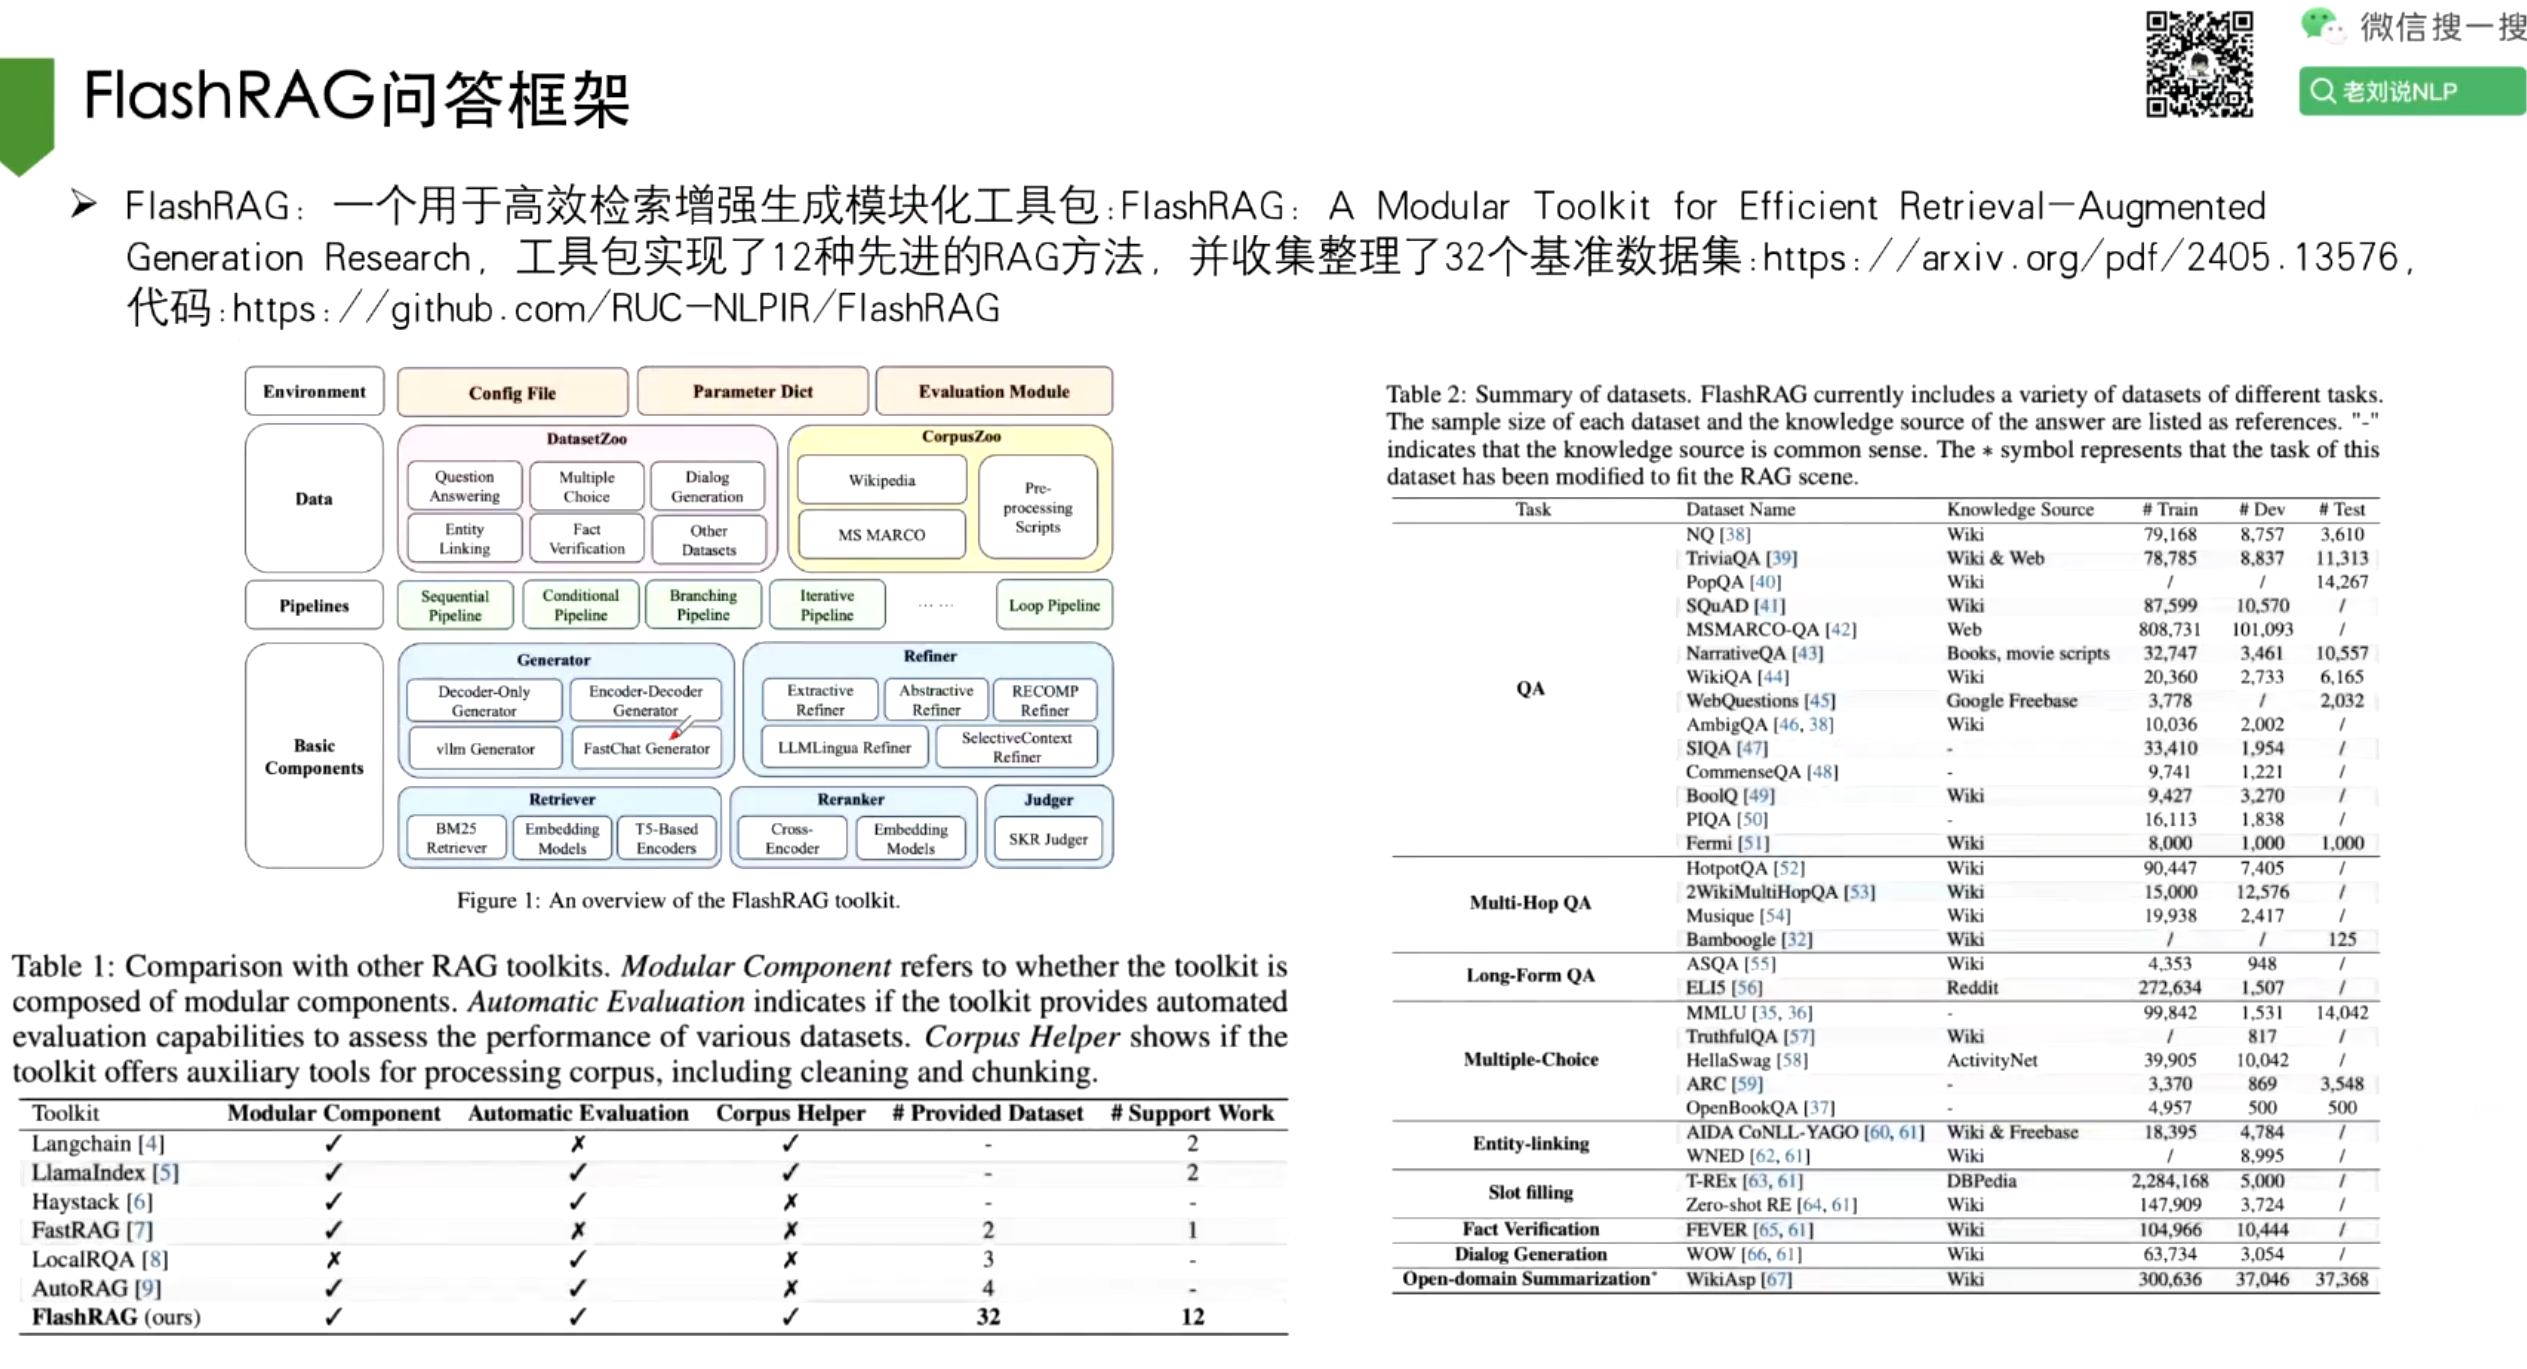 微信搜一搜
老刘说NLP
FlashRAG问答框架
➢ FlashRAG: 一个用于高效检索增强生成模块化工具包:FlashRAG: A Modular Toolkit for Efficient Retrieval-Augmented
Generation Research, 工具包实现了12种先进的RAG方法, 并收集整理了32个基准数据集:https://arxiv.org/pdf/2405.13576,
代码:https://github.com/RUC-NLPIR/FlashRAG
Environment
Config File
Parameter Dict
Evaluation Module
Data
DatasetZoo
Question
Answering
Multiple
Choice
Dialog
Generation
Entity
Linking
Fact
Verification
Other
Datasets
CorpusZoo
Wikipedia
MS MARCO
Pre-
processing
Scripts
Pipelines
Sequential
Pipeline
Conditional
Pipeline
Branching
Pipeline
Iterative
Pipeline
... ...
Loop Pipeline
Basic
Components
Generator
Decoder-Only
Generator
Encoder-Decoder
Generator
vllm Generator
FastChat Generator
Refiner
Extractive
Refiner
Abstractive
Refiner
RECOMP
Refiner
LLMLingua Refiner
SelectiveContext
Refiner
Retriever
BM25
Retriever
Embedding
Models
T5-Based
Encoders
Reranker
Cross-
Encoder
Embedding
Models
Judger
SKR Judger
Figure 1: An overview of the FlashRAG toolkit.
Table 1: Comparison with other RAG toolkits. Modular Component refers to whether the toolkit is
composed of modular components. Automatic Evaluation indicates if the toolkit provides automated
evaluation capabilities to assess the performance of various datasets. Corpus Helper shows if the
toolkit offers auxiliary tools for processing corpus, including cleaning and chunking.
Toolkit Modular Component Automatic Evaluation Corpus Helper # Provided Dataset # Support Work
Langchain [4] ✓ ✗ ✓ - 2
LlamaIndex [5] ✓ ✓ ✓ - 2
Haystack [6] ✓ ✓ ✗ - -
FastRAG [7] ✓ ✗ ✗ 2 1
LocalRQA [8] ✗ ✓ ✗ 3 -
AutoRAG [9] ✓ ✓ ✗ 4 -
FlashRAG (ours) ✓ ✓ ✓ 32 12
Table 2: Summary of datasets. FlashRAG currently includes a variety of datasets of different tasks.
The sample size of each dataset and the knowledge source of the answer are listed as references. "-"
indicates that the knowledge source is common sense. The * symbol represents that the task of this
dataset has been modified to fit the RAG scene.
Task Dataset Name Knowledge Source # Train # Dev # Test
QA
NQ [38] Wiki 79,168 8,757 3,610
TriviaQA [39] Wiki & Web 78,785 8,837 11,313
PopQA [40] Wiki / / 14,267
SQuAD [41] Wiki 87,599 10,570 /
MSMARCO-QA [42] Web 808,731 101,093 /
NarrativeQA [43] Books, movie scripts 32,747 3,461 10,557
WikiQA [44] Wiki 20,360 2,733 6,165
WebQuestions [45] Google Freebase 3,778 / 2,032
AmbigQA [46, 38] Wiki 10,036 2,002 /
SIQA [47] - 33,410 1,954 /
CommenseQA [48] - 9,741 1,221 /
BoolQ [49] Wiki 9,427 3,270 /
PIQA [50] - 16,113 1,838 /
Fermi [51] Wiki 8,000 1,000 1,000
Multi-Hop QA
HotpotQA [52] Wiki 90,447 7,405 /
2WikiMultiHopQA [53] Wiki 15,000 12,576 /
Musique [54] Wiki 19,938 2,417 /
Bamboogle [32] Wiki / / 125
Long-Form QA
ASQA [55] Wiki 4,353 948 /
ELI5 [56] Reddit 272,634 1,507 /
Multiple-Choice
MMLU [35, 36] - 99,842 1,531 14,042
TruthfulQA [57] Wiki / 817 /
HellaSwag [58] ActivityNet 39,905 10,042 /
ARC [59] - 3,370 869 3,548
OpenBookQA [37] - 4,957 500 500
Entity-linking
AIDA CoNLL-YAGO [60, 61] Wiki & Freebase 18,395 4,784 /
WNED [62, 61] Wiki / 8,995 /
Slot filling
T-REx [63, 61] DBPedia 2,284,168 5,000 /
Zero-shot RE [64, 61] Wiki 147,909 3,724 /
Fact Verification FEVER [65, 61] Wiki 104,966 10,444 /
Dialog Generation WOW [66, 61] Wiki 63,734 3,054 /
Open-domain Summarization* WikiAsp [67] Wiki 300,636 37,046 37,368